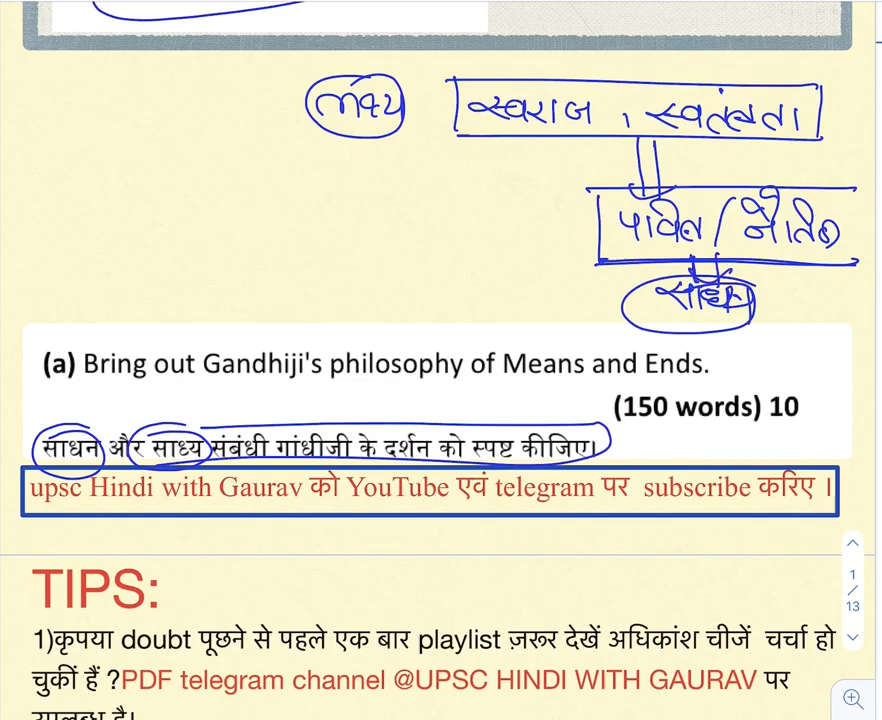 लक्ष्य स्वराज, स्वतंत्रता
पवित्र / नैतिक
साध्य
(a) Bring out Gandhiji's philosophy of Means and Ends.
(150 words) 10
साधन और साध्य संबंधी गांधीजी के दर्शन को स्पष्ट कीजिए।
upsc Hindi with Gaurav को YouTube एवं telegram पर subscribe करिए ।
TIPS:
1
/
13
1)कृपया doubt पूछने से पहले एक बार playlist ज़रूर देखें अधिकांश चीजें चर्चा हो
चुकीं हैं ?PDF telegram channel @UPSC HINDI WITH GAURAV पर
उपलब्ध है।